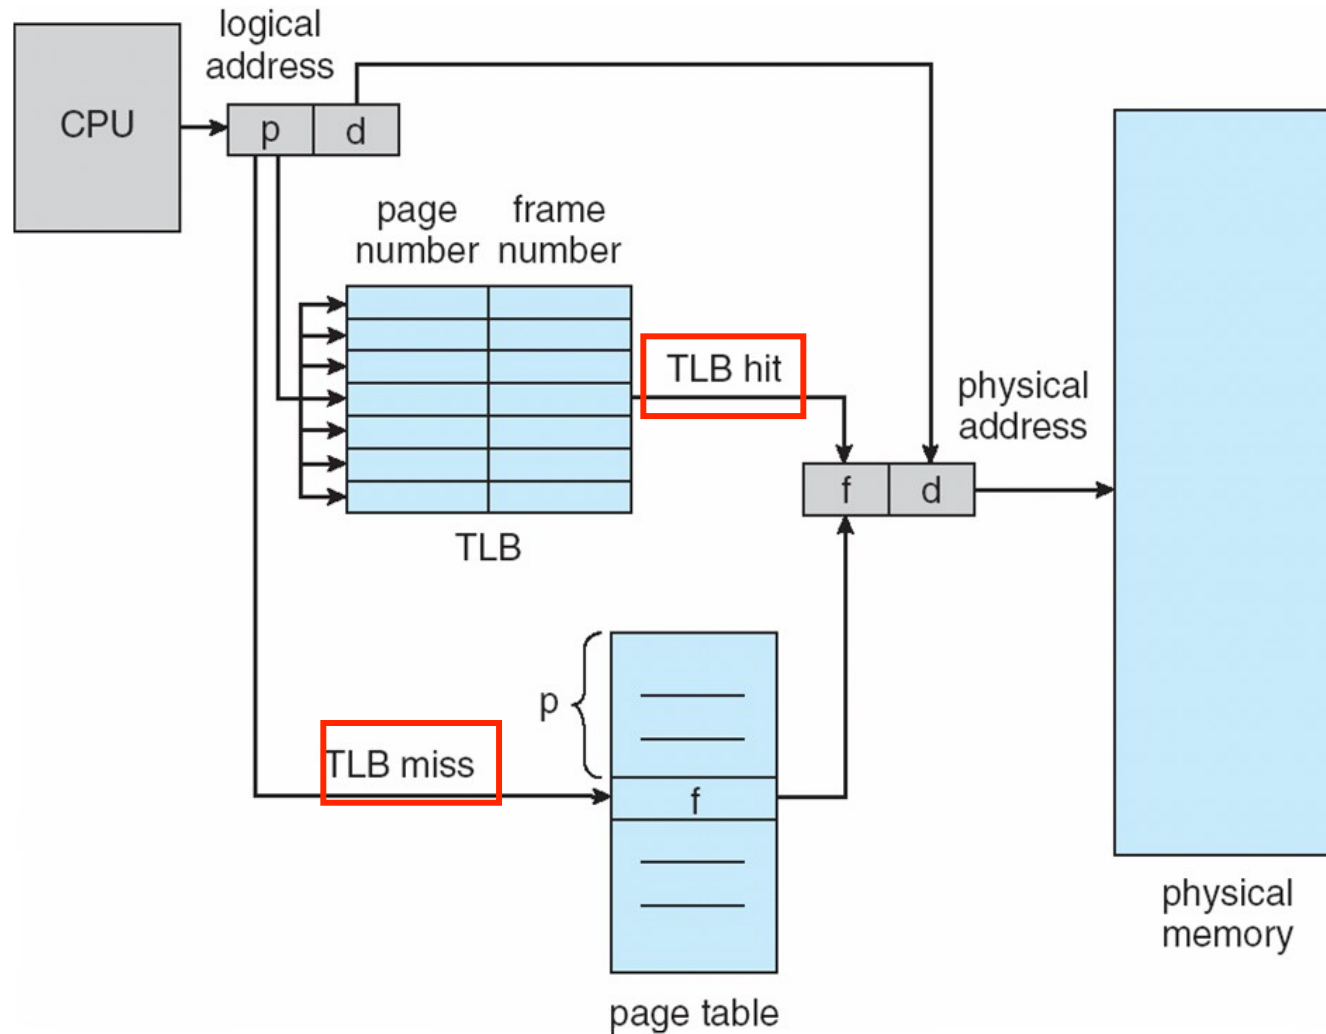 logical
address
CPU
p
d
page
number
frame
number
TLB hit
physical
address
f
d
TLB
p
TLB miss
f
physical
memory
page table